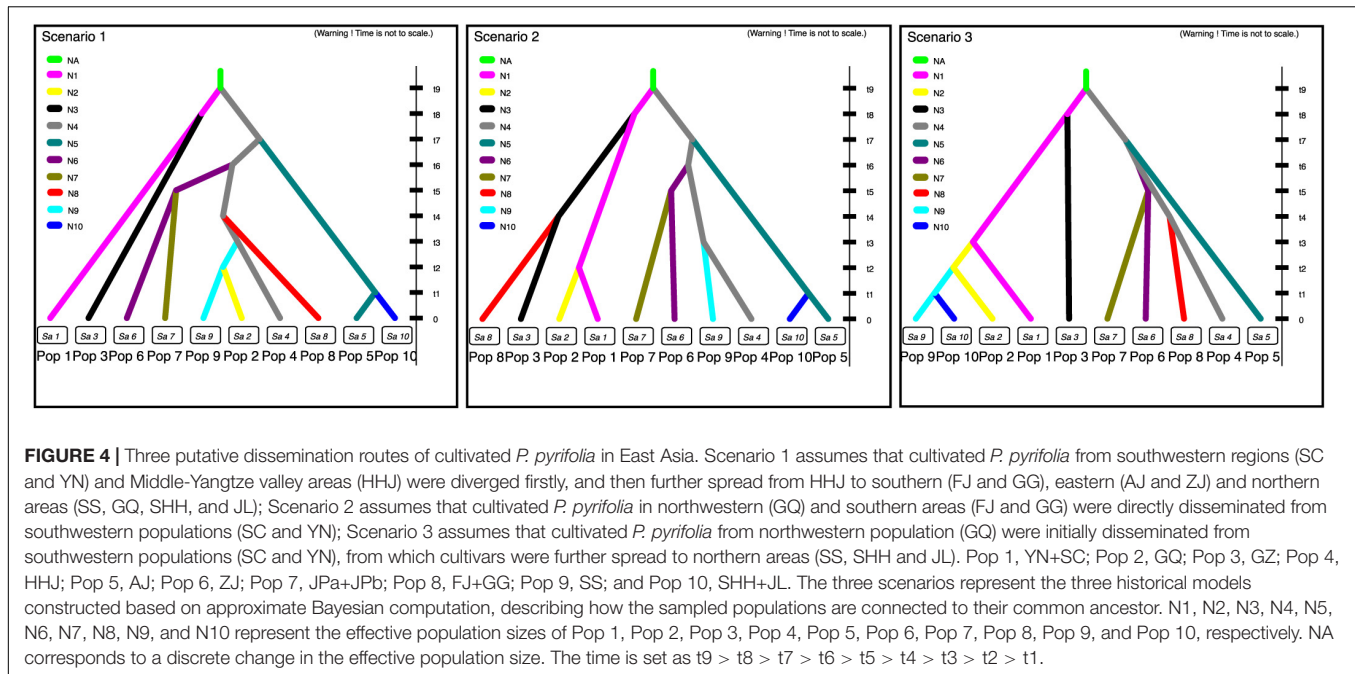 Scenario 1
(Warning ! Time is not to scale.)
NA
N1
N2
N3
N4
N5
N6
N7
N8
N9
N10
t9
t8
t7
t6
t5
t4
t3
t2
t1
0
Sa 1 Sa 3 Sa 6 Sa 7 Sa 9 Sa 2 Sa 4 Sa 8 Sa 5 Sa 10
Pop 1 Pop 3 Pop 6 Pop 7 Pop 9 Pop 2 Pop 4 Pop 8 Pop 5 Pop 10
Scenario 2
(Warning ! Time is not to scale.)
NA
N1
N2
N3
N4
N5
N6
N7
N8
N9
N10
t9
t8
t7
t6
t5
t4
t3
t2
t1
0
Sa 8 Sa 3 Sa 2 Sa 1 Sa 7 Sa 6 Sa 9 Sa 4 Sa 10 Sa 5
Pop 8 Pop 3 Pop 2 Pop 1 Pop 7 Pop 6 Pop 9 Pop 4 Pop 10 Pop 5
Scenario 3
(Warning ! Time is not to scale.)
NA
N1
N2
N3
N4
N5
N6
N7
N8
N9
N10
t9
t8
t7
t6
t5
t4
t3
t2
t1
0
Sa 9 Sa 10 Sa 2 Sa 1 Sa 3 Sa 7 Sa 6 Sa 8 Sa 4 Sa 5
Pop 9 Pop 10 Pop 2 Pop 1 Pop 3 Pop 7 Pop 6 Pop 8 Pop 4 Pop 5
FIGURE 4 | Three putative dissemination routes of cultivated P. pyrifolia in East Asia. Scenario 1 assumes that cultivated P. pyrifolia from southwestern regions (SC
and YN) and Middle-Yangtze valley areas (HHJ) were diverged firstly, and then further spread from HHJ to southern (FJ and GG), eastern (AJ and ZJ) and northern
areas (SS, GQ, SHH, and JL); Scenario 2 assumes that cultivated P. pyrifolia in northwestern (GQ) and southern areas (FJ and GG) were directly disseminated from
southwestern populations (SC and YN); Scenario 3 assumes that cultivated P. pyrifolia from northwestern population (GQ) were initially disseminated from
southwestern populations (SC and YN), from which cultivars were further spread to northern areas (SS, SHH and JL). Pop 1, YN+SC; Pop 2, GQ; Pop 3, GZ; Pop 4,
HHJ; Pop 5, AJ; Pop 6, ZJ; Pop 7, JPa+JPb; Pop 8, FJ+GG; Pop 9, SS; and Pop 10, SHH+JL. The three scenarios represent the three historical models
constructed based on approximate Bayesian computation, describing how the sampled populations are connected to their common ancestor. N1, N2, N3, N4, N5,
N6, N7, N8, N9, and N10 represent the effective population sizes of Pop 1, Pop 2, Pop 3, Pop 4, Pop 5, Pop 6, Pop 7, Pop 8, Pop 9, and Pop 10, respectively. NA
corresponds to a discrete change in the effective population size. The time is set as t9 > t8 > t7 > t6 > t5 > t4 > t3 > t2 > t1.